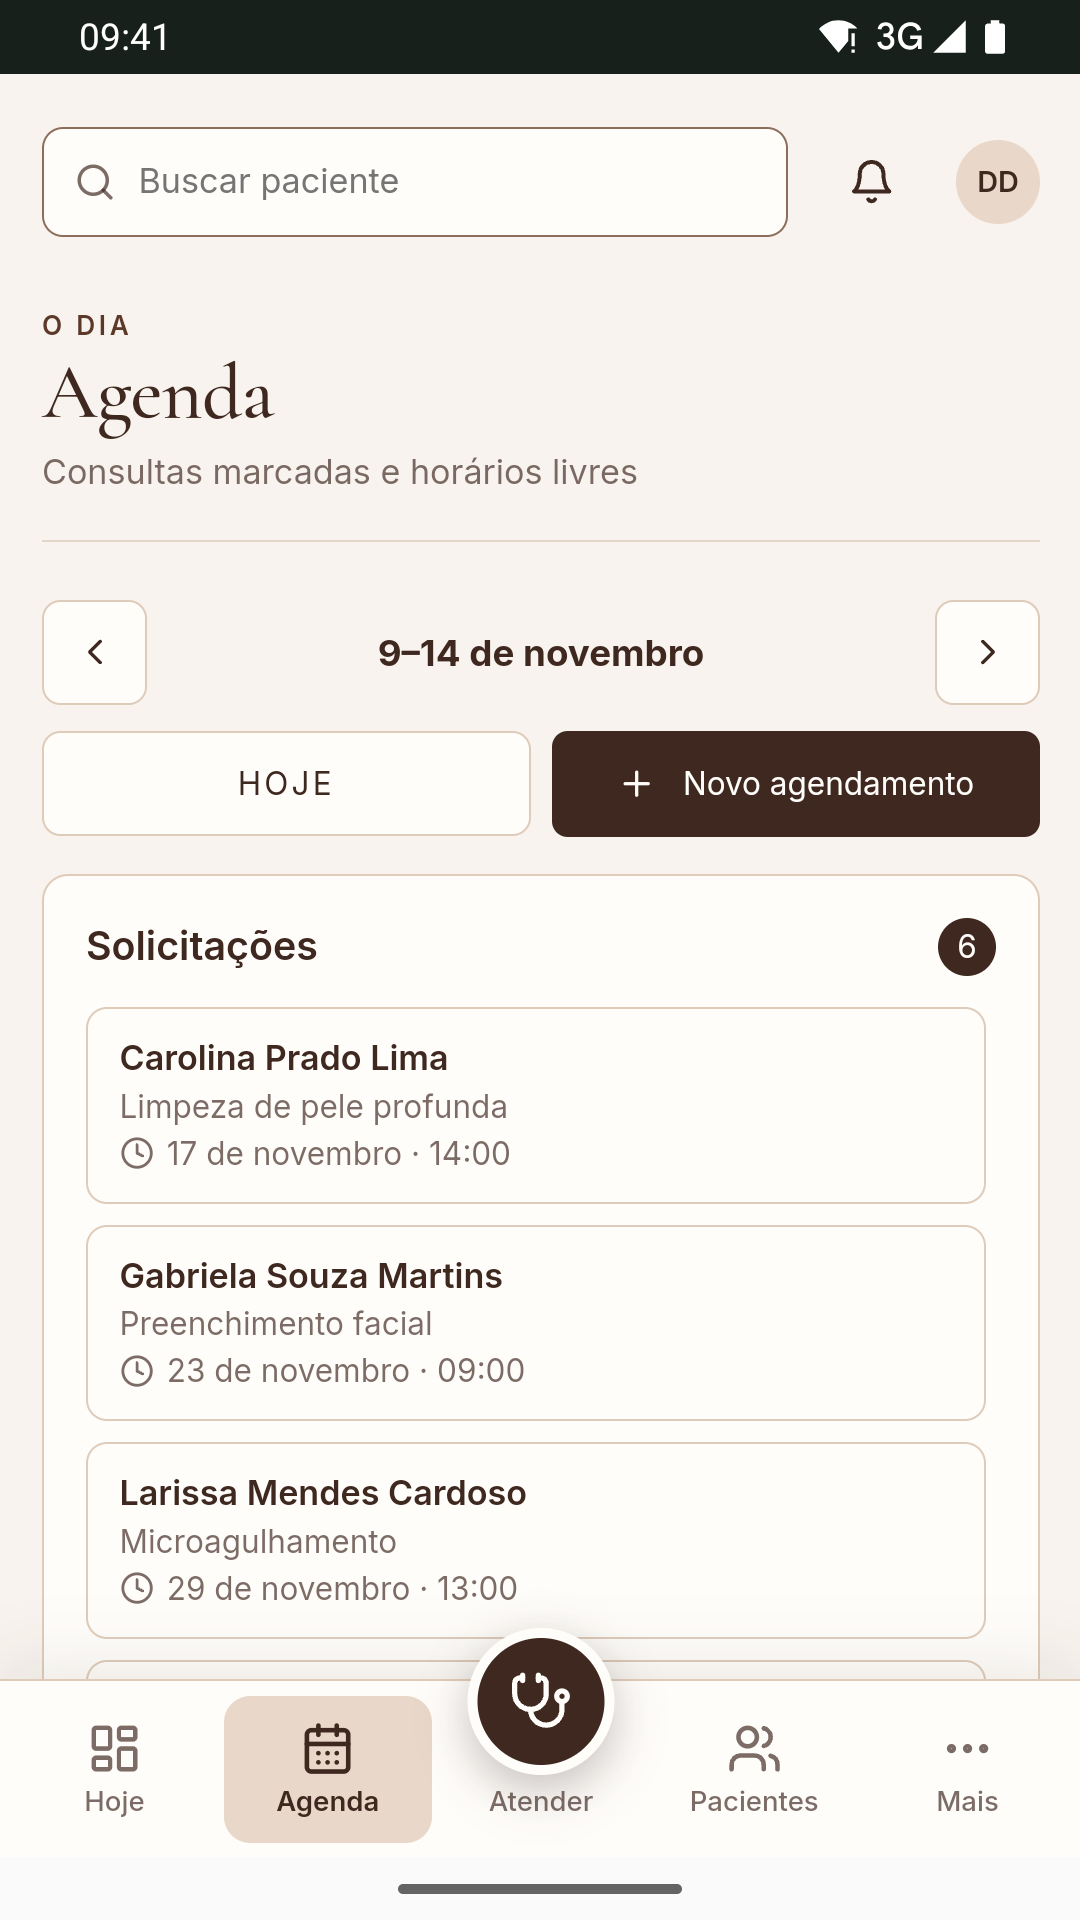 09:41
3G
Buscar paciente
DD
O DIA
Agenda
Consultas marcadas e horários livres
9–14 de novembro
HOJE
Novo agendamento
Solicitações
6
Carolina Prado Lima
Limpeza de pele profunda
17 de novembro · 14:00
Gabriela Souza Martins
Preenchimento facial
23 de novembro · 09:00
Larissa Mendes Cardoso
Microagulhamento
29 de novembro · 13:00
Hoje
Agenda
Atender
Pacientes
Mais